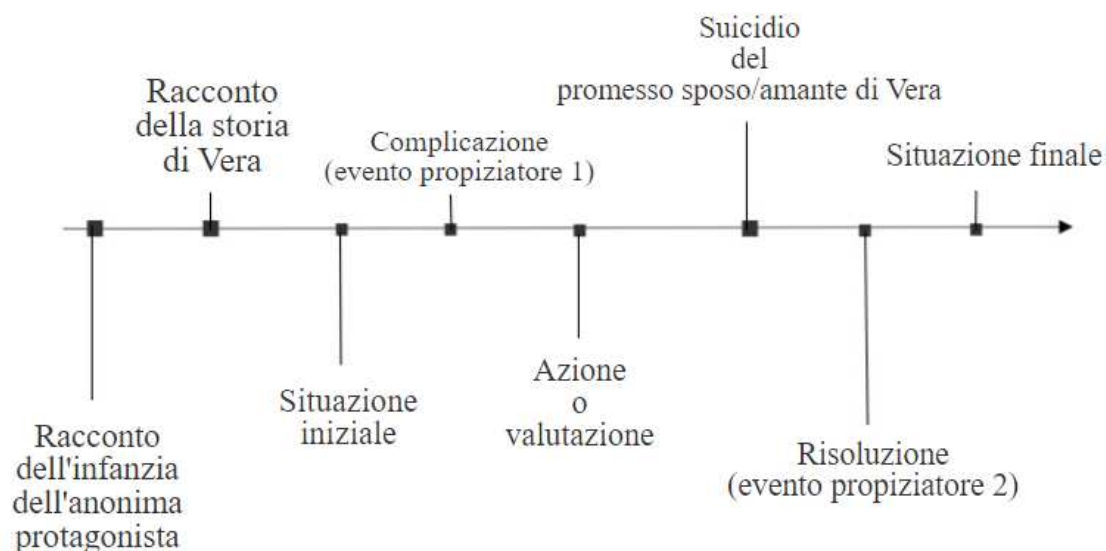 Racconto
dell'infanzia
dell'anonima
protagonista
Racconto
della storia
di Vera
Situazione
iniziale
Complicazione
(evento propiziatore 1)
Azione
o
valutazione
Suicidio
del
promesso sposo/amante di Vera
Risoluzione
(evento propiziatore 2)
Situazione finale